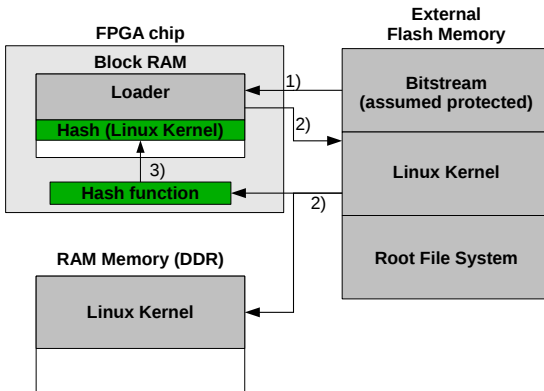 External
Flash Memory
FPGA chip
Block RAM
Loader
Hash (Linux Kernel)
1)
2)
3)
Hash function
Bitstream
(assumed protected)
Linux Kernel
2)
Root File System
RAM Memory (DDR)
Linux Kernel